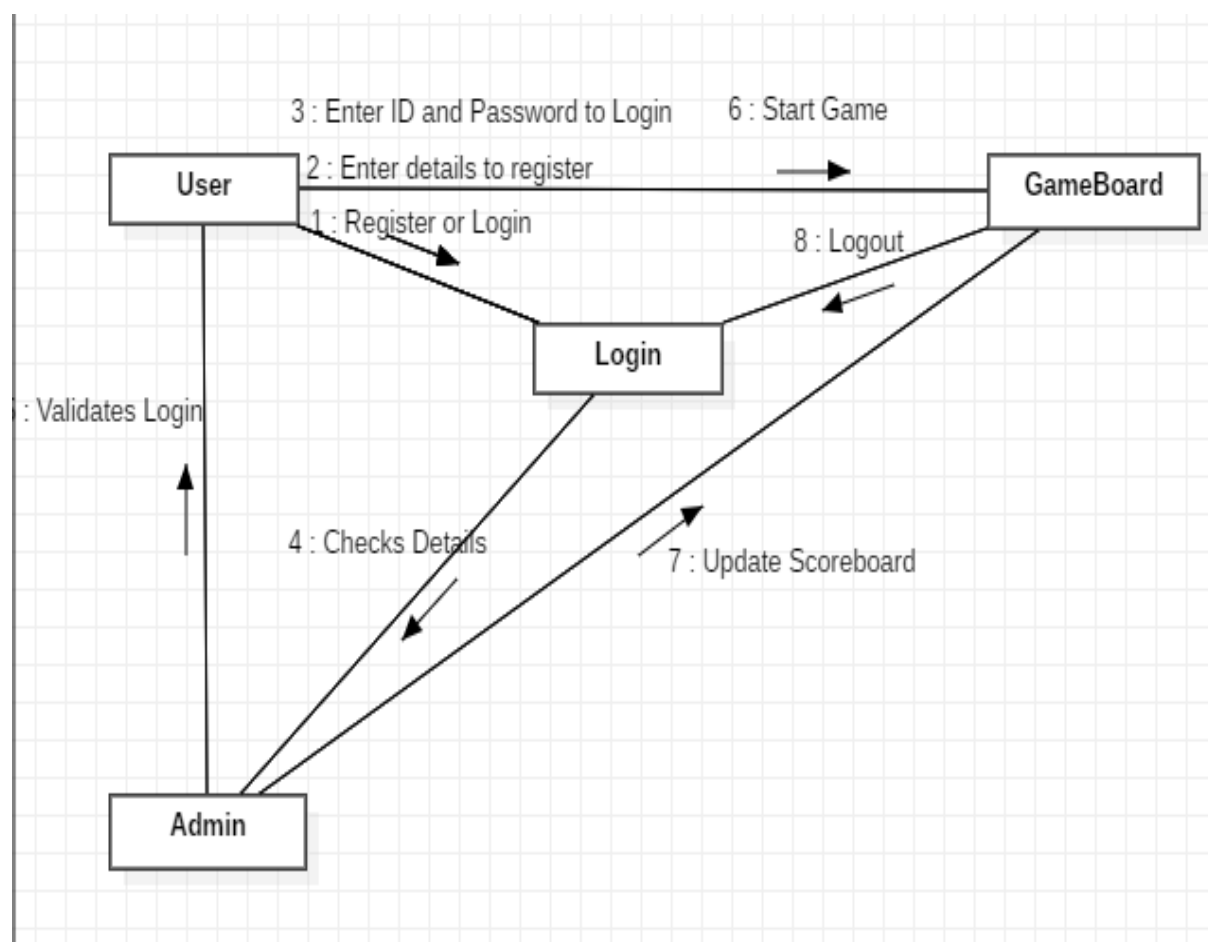 3 : Enter ID and Password to Login
6 : Start Game
2 : Enter details to register
User
GameBoard
1 : Register or Login
8 : Logout
Login
: Validates Login
4 : Checks Details
7 : Update Scoreboard
Admin